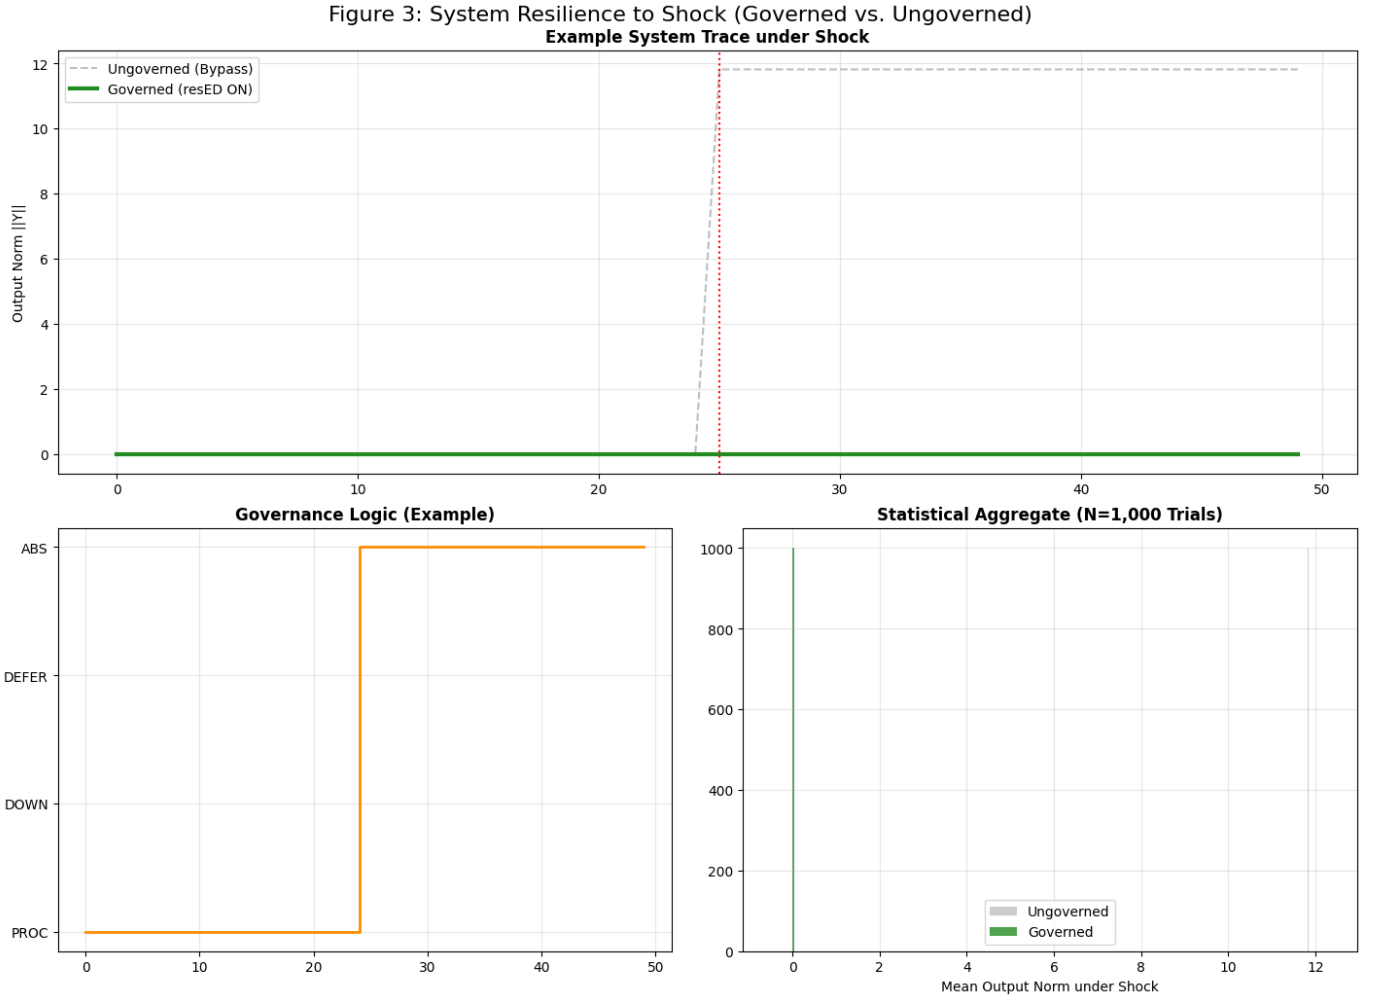 Figure 3: System Resilience to Shock (Governed vs. Ungoverned)
Example System Trace under Shock
Ungoverned (Bypass)
Governed (resED ON)
Output Norm ||Y||
12
10
8
6
4
2
0
0 10 20 30 40 50
Governance Logic (Example)
ABS
DEFER
DOWN
PROC
0 10 20 30 40 50
Statistical Aggregate (N=1,000 Trials)
1000
800
600
400
200
0
Ungoverned
Governed
0 2 4 6 8 10 12
Mean Output Norm under Shock